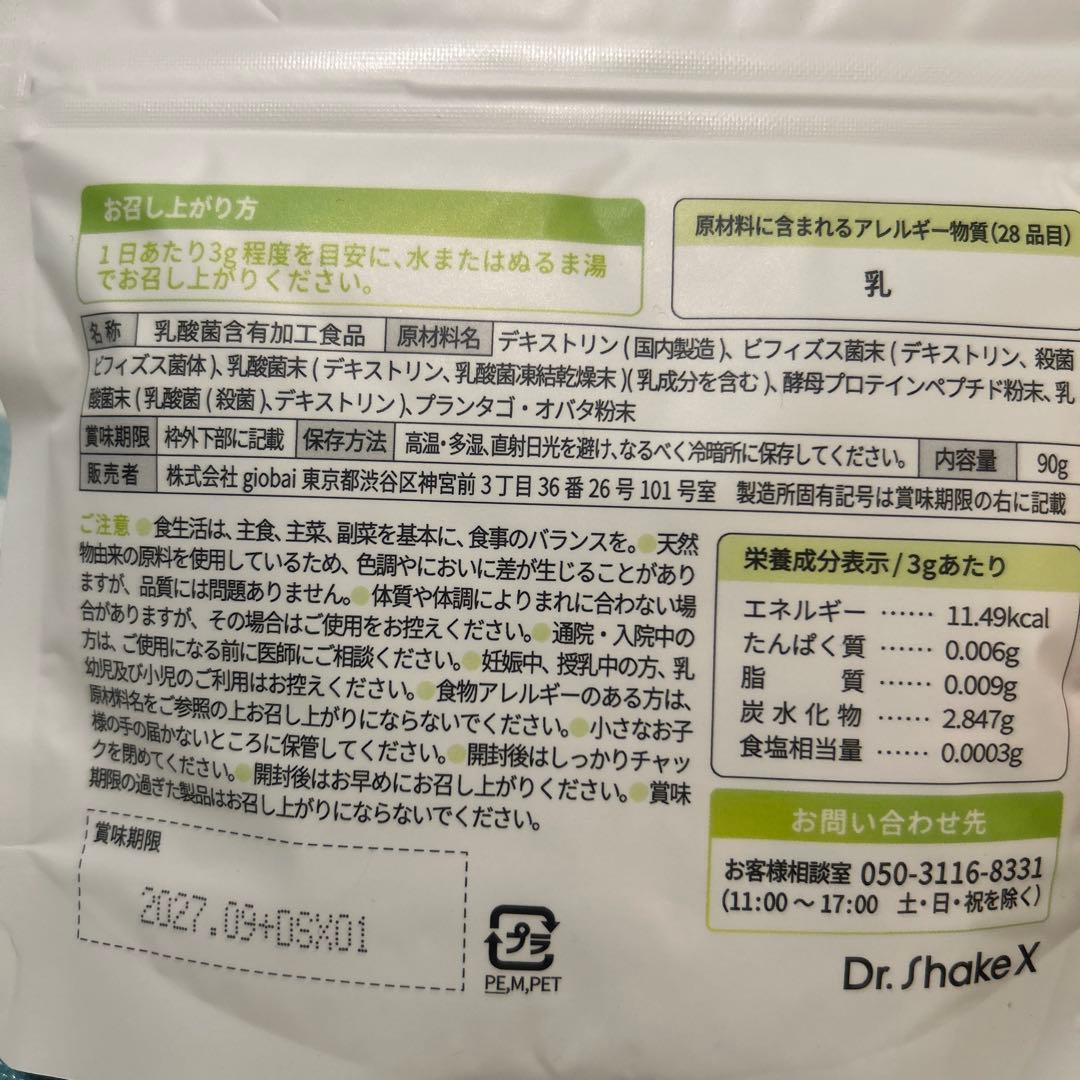 お召し上がり方
1日あたり3g程度を目安に、水またはぬるま湯
でお召し上がりください。
原材料に含まれるアレルギー物質(28品目)
乳
名称 乳酸菌含有加工食品 原材料名 デキストリン(国内製造)、ビフィズス菌末(デキストリン、殺菌
ビフィズス菌体)、乳酸菌末(デキストリン、乳酸菌凍結乾燥末)(乳成分を含む)、酵母プロテインペプチド粉末、乳
酸菌末(乳酸菌(殺菌)、デキストリン)、プランタゴ・オバタ粉末
賞味期限 枠外下部に記載 保存方法 高温・多湿、直射日光を避け、なるべく冷暗所に保存してください。 内容量 90g
販売者 株式会社 giobai 東京都渋谷区神宮前3丁目36番26号101号室 製造所固有記号は賞味期限の右に記載
ご注意 ●食生活は、主食、主菜、副菜を基本に、食事のバランスを。●天然
物由来の原料を使用しているため、色調やにおいに差が生じることがあり
ますが、品質には問題ありません。●体質や体調によりまれに合わない場
合がありますが、その場合はご使用をお控えください。●通院・入院中の
方は、ご使用になる前に医師にご相談ください。●妊娠中、授乳中の方、乳
幼児及び小児のご利用はお控えください。●食物アレルギーのある方は、
原材料名をご参照の上お召し上がりにならないでください。●小さなお子
様の手の届かないところに保管してください。●開封後はしっかりチャッ
クを閉めてください。●開封後はお早めにお召し上がりください。●賞味
期限の過ぎた製品はお召し上がりにならないでください。
栄養成分表示/3gあたり
エネルギー …… 11.49kcal
たんぱく質 …… 0.006g
脂質 …… 0.009g
炭水化物 …… 2.847g
食塩相当量 …… 0.0003g
お問い合わせ先
お客様相談室 050-3116-8331
(11:00〜17:00 土・日・祝を除く)
賞味期限
2027.09+DSX01
プラ
PE,M,PET
Dr. Shake X